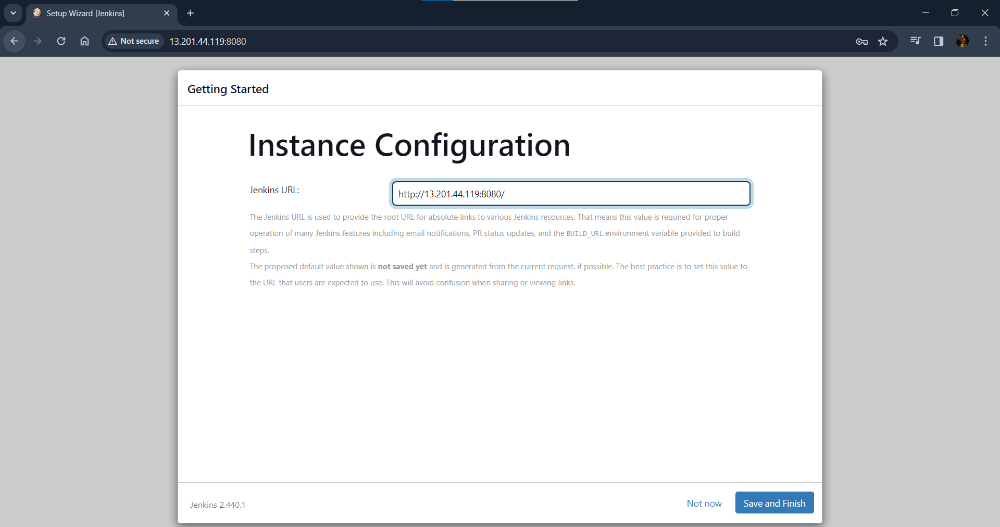 Setup Wizard [Jenkins]
Not secure
13.201.44.119:8080
Getting Started
Instance Configuration
Jenkins URL:
http://13.201.44.119:8080/
The Jenkins URL is used to provide the root URL for absolute links to various Jenkins resources. That means this value is required for proper
operation of many Jenkins features including email notifications, PR status updates, and the BUILD_URL environment variable provided to build
steps.
The proposed default value shown is not saved yet and is generated from the current request, if possible. The best practice is to set this value to
the URL that users are expected to use. This will avoid confusion when sharing or viewing links.
Jenkins 2.440.1
Not now
Save and Finish